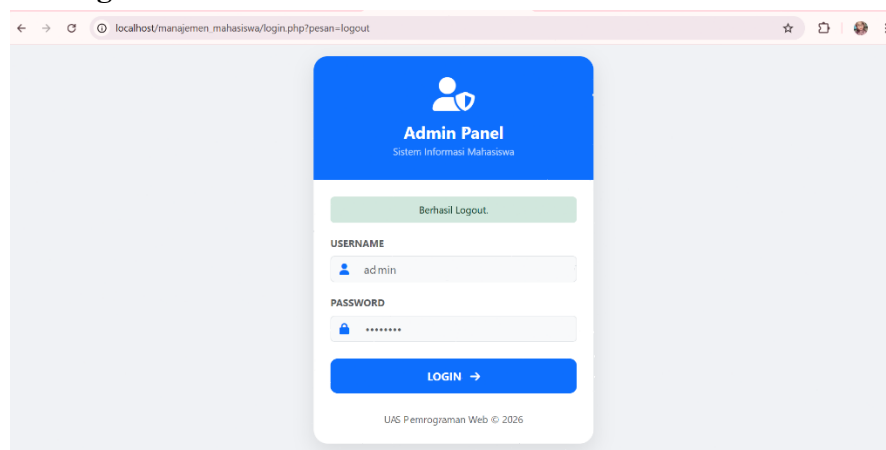 localhost/manajemen_mahasiswa/login.php?pesan=logout
Admin Panel
Sistem Informasi Mahasiswa
Berhasil Logout.
USERNAME
admin
PASSWORD
••••••••
LOGIN →
UAS Pemrograman Web © 2026